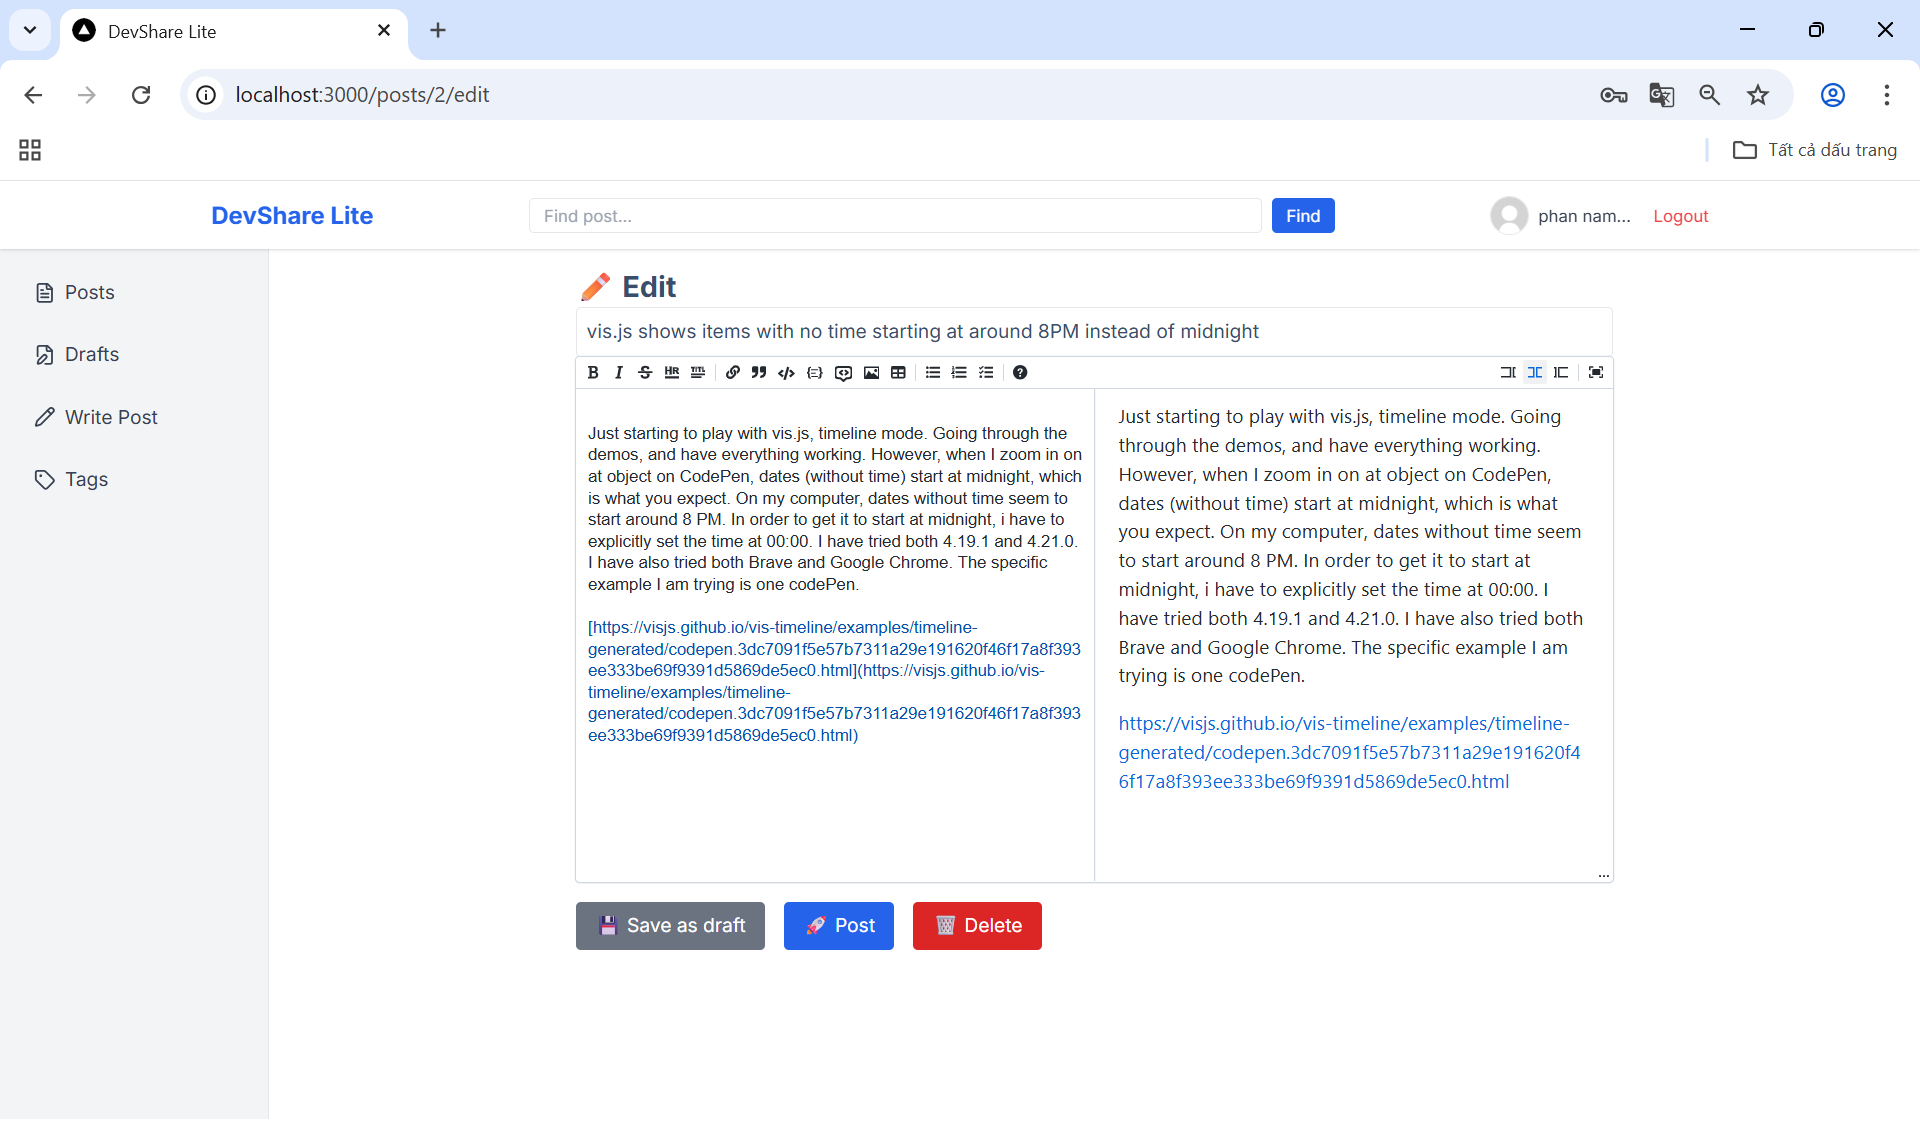 DevShare Lite
localhost:3000/posts/2/edit
Tất cả dấu trang
DevShare Lite
Find post...
Find
phan nam...
Logout
Posts
Drafts
Write Post
Tags
Edit
vis.js shows items with no time starting at around 8PM instead of midnight
Just starting to play with vis.js, timeline mode. Going through the
demos, and have everything working. However, when I zoom in on
at object on CodePen, dates (without time) start at midnight, which
is what you expect. On my computer, dates without time seem to
start around 8 PM. In order to get it to start at midnight, i have to
explicitly set the time at 00:00. I have tried both 4.19.1 and 4.21.0.
I have also tried both Brave and Google Chrome. The specific
example I am trying is one codePen.
[https://visjs.github.io/vis-timeline/examples/timeline-
generated/codepen.3dc7091f5e57b7311a29e191620f46f17a8f393
ee333be69f9391d5869de5ec0.html](https://visjs.github.io/vis-
timeline/examples/timeline-
generated/codepen.3dc7091f5e57b7311a29e191620f46f17a8f393
ee333be69f9391d5869de5ec0.html)
Just starting to play with vis.js, timeline mode. Going
through the demos, and have everything working.
However, when I zoom in on at object on CodePen,
dates (without time) start at midnight, which is what
you expect. On my computer, dates without time seem
to start around 8 PM. In order to get it to start at
midnight, i have to explicitly set the time at 00:00. I
have tried both 4.19.1 and 4.21.0. I have also tried both
Brave and Google Chrome. The specific example I am
trying is one codePen.
https://visjs.github.io/vis-timeline/examples/timeline-
generated/codepen.3dc7091f5e57b7311a29e191620f4
6f17a8f393ee333be69f9391d5869de5ec0.html
Save as draft
Post
Delete